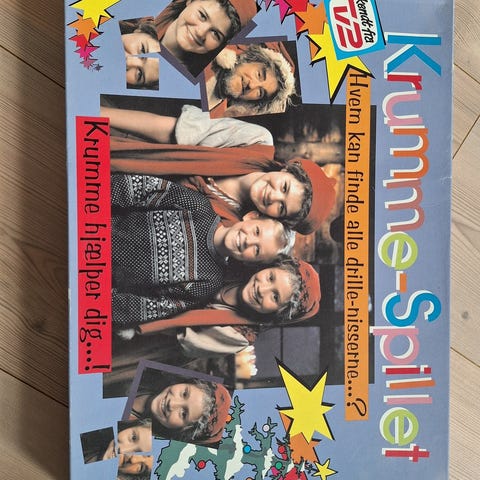 Kendt fra
TV2
Krumme-Spillet
Hvem kan finde alle drille-nisserne...?
Krumme hjælper dig...!